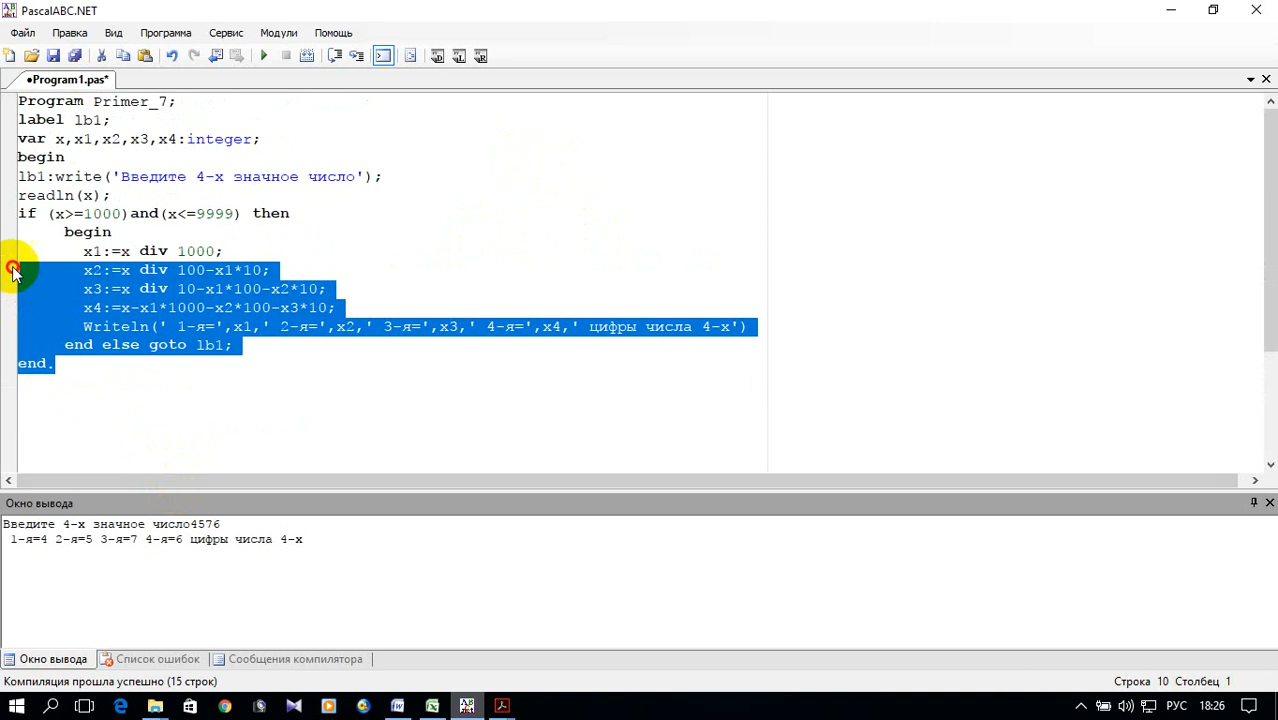 PascalABC.NET
Файл Правка Вид Программа Сервис Модули Помощь
•Program1.pas*
Program Primer_7;
label lb1;
var x,x1,x2,x3,x4:integer;
begin
lb1:write('Введите 4-х значное число');
readln(x);
if (x>=1000)and(x<=9999) then
begin
x1:=x div 1000;
x2:=x div 100-x1*10;
x3:=x div 10-x1*100-x2*10;
x4:=x-x1*1000-x2*100-x3*10;
Writeln(' 1-я=',x1,' 2-я=',x2,' 3-я=',x3,' 4-я=',x4,' цифры числа 4-х')
end else goto lb1;
end.
Окно вывода
Введите 4-х значное число4576
1-я=4 2-я=5 3-я=7 4-я=6 цифры числа 4-х
Окно вывода Список ошибок Сообщения компилятора
Компиляция прошла успешно (15 строк) Строка 10 Столбец 1
РУС 18:26